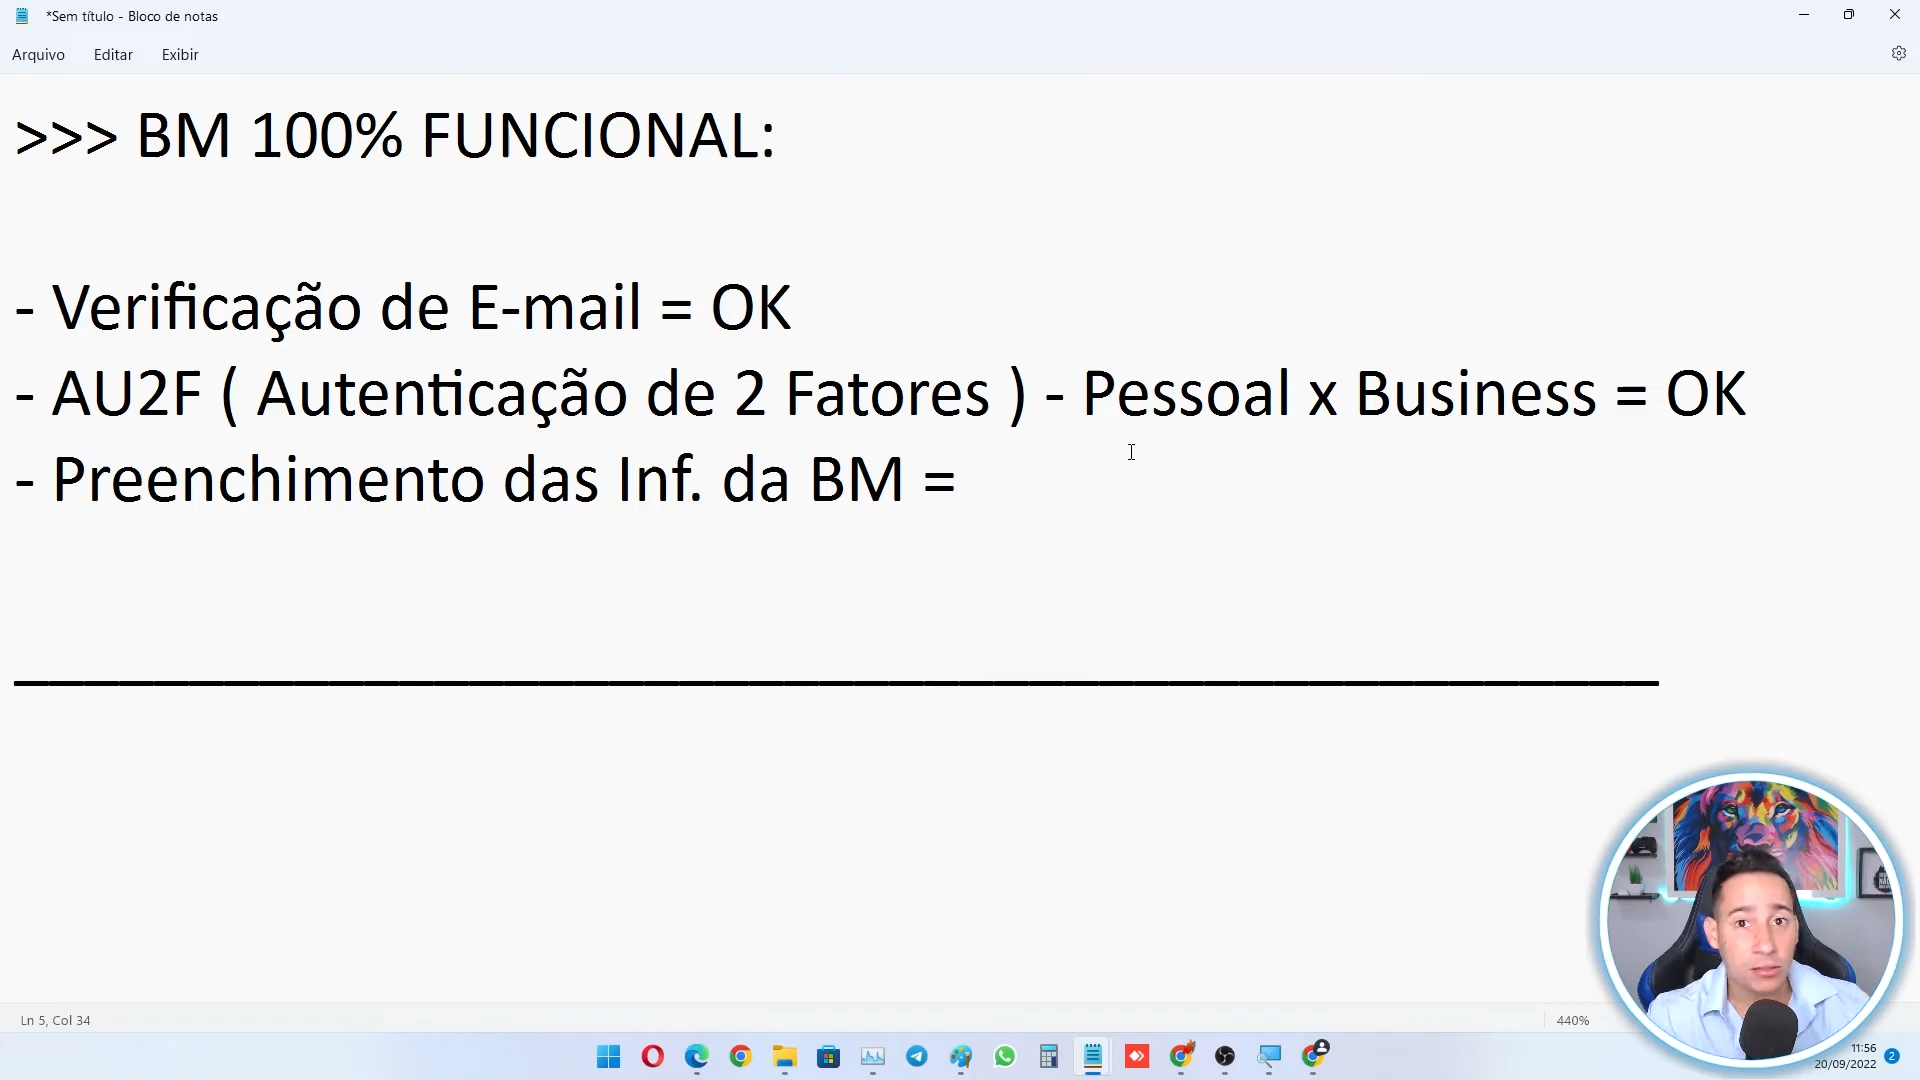 *Sem título - Bloco de notas
Arquivo Editar Exibir
>>> BM 100% FUNCIONAL:
- Verificação de E-mail = OK
- AU2F ( Autenticação de 2 Fatores ) - Pessoal x Business = OK
- Preenchimento das Inf. da BM =
Ln 5, Col 34
440%
11:56
20/09/2022
2